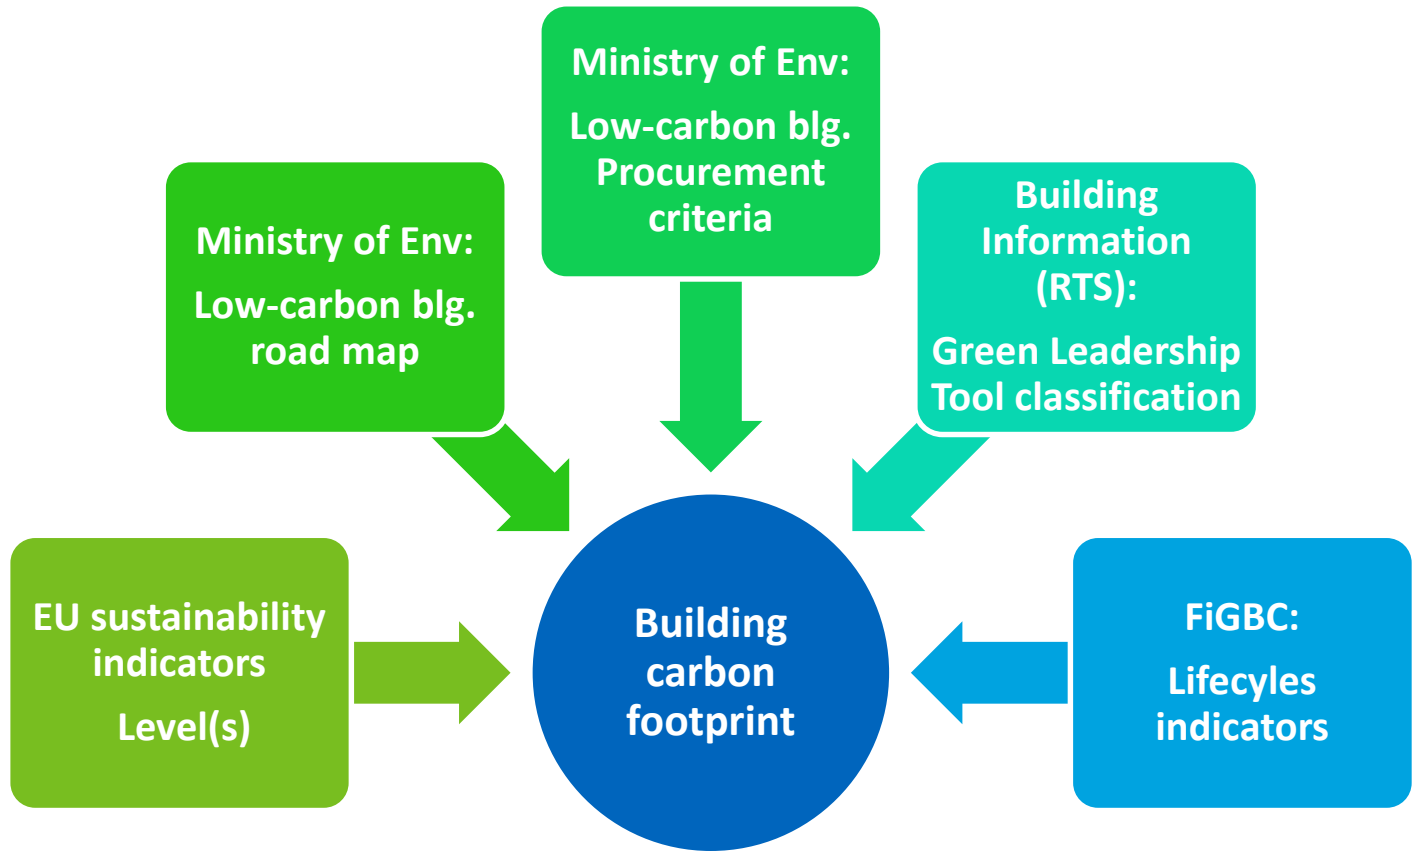 Ministry of Env:
Low-carbon blg.
Procurement
criteria
Ministry of Env:
Low-carbon blg.
road map
Building
Information
(RTS):
Green Leadership
Tool classification
EU sustainability
indicators
Level(s)
Building
carbon
footprint
FiGBC:
Lifecyles
indicators